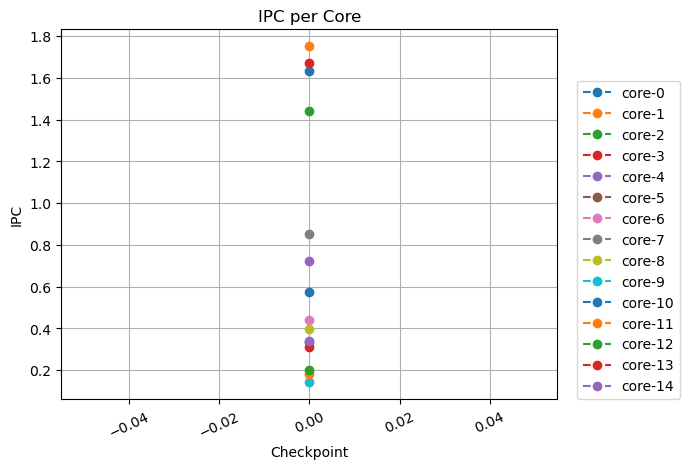 IPC per Core
1.8
1.6
1.4
1.2
1.0
0.8
0.6
0.4
0.2
IPC
−0.04
−0.02
0.00
0.02
0.04
Checkpoint
core-0
core-1
core-2
core-3
core-4
core-5
core-6
core-7
core-8
core-9
core-10
core-11
core-12
core-13
core-14